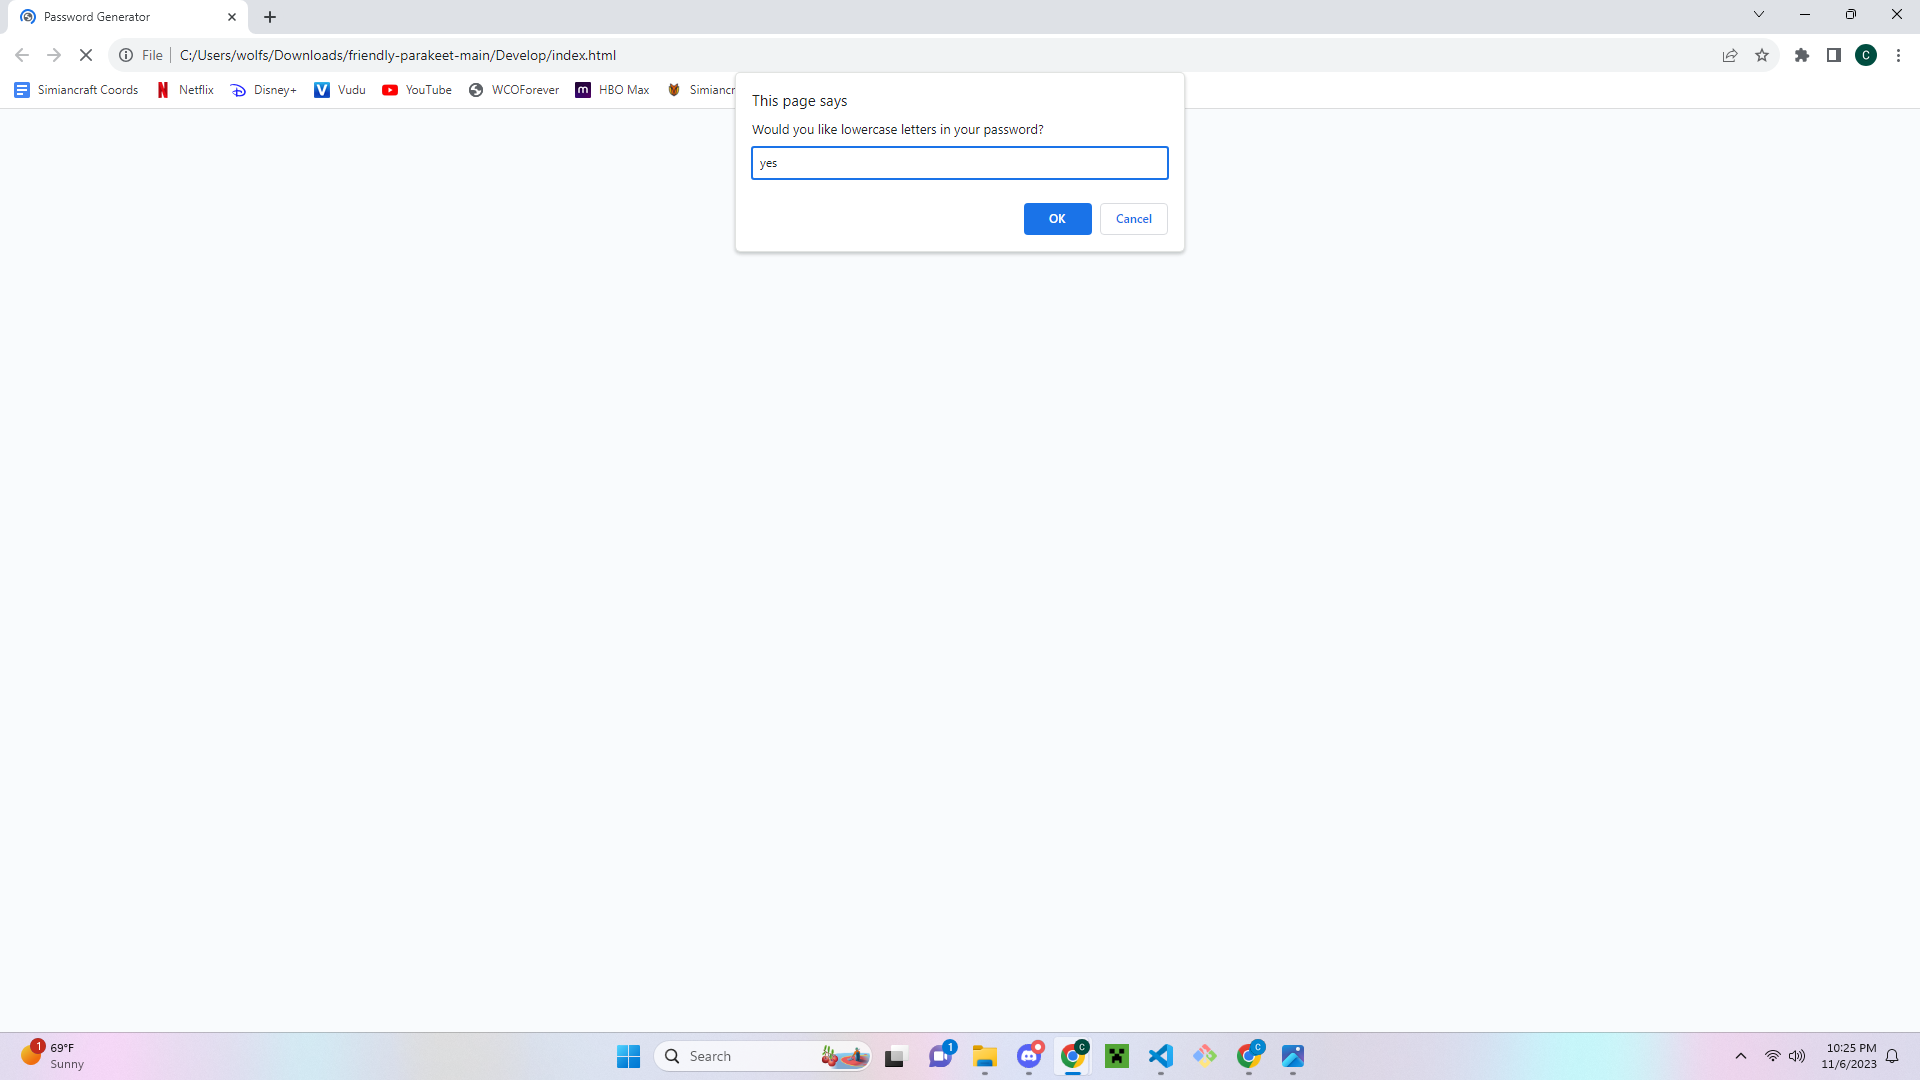 Password Generator
File
C:/Users/wolfs/Downloads/friendly-parakeet-main/Develop/index.html
C
Simiancraft Coords
Netflix
Disney+
Vudu
YouTube
WCOForever
HBO Max
Simiancr
This page says
Would you like lowercase letters in your password?
yes
OK
Cancel
1
69°F
Sunny
Search
1
C
C
10:25 PM
11/6/2023